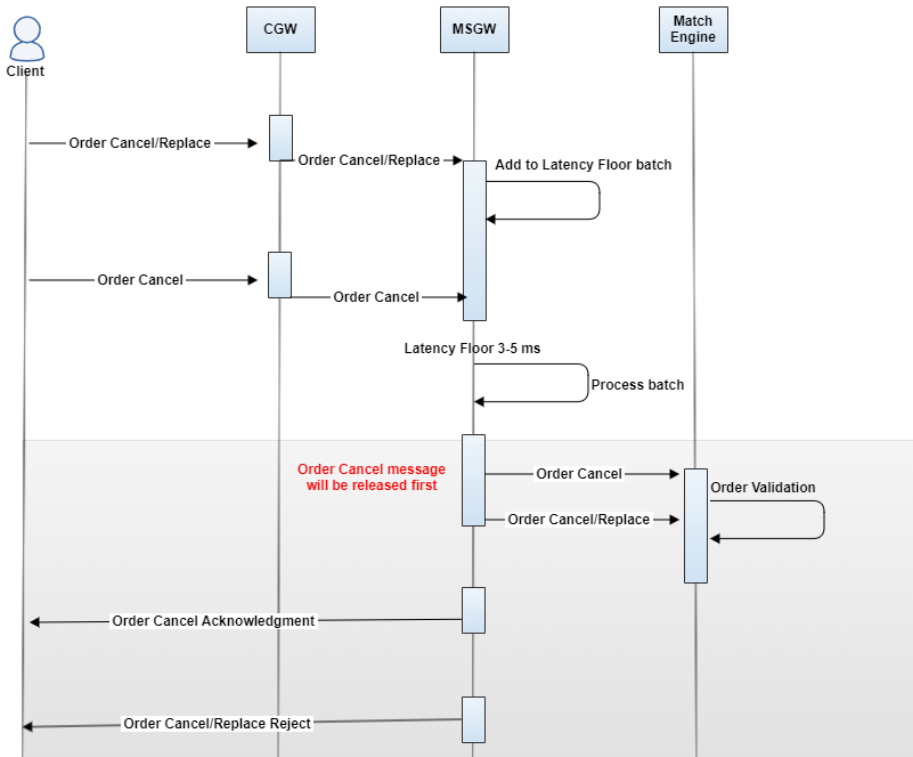 CGW
MSGW
Match
Engine
Client
Order Cancel/Replace
Order Cancel/Replace
Add to Latency Floor batch
Order Cancel
Order Cancel
Latency Floor 3-5 ms
Process batch
Order Cancel message
will be released first
Order Cancel
Order Validation
Order Cancel/Replace
Order Cancel Acknowledgment
Order Cancel/Replace Reject